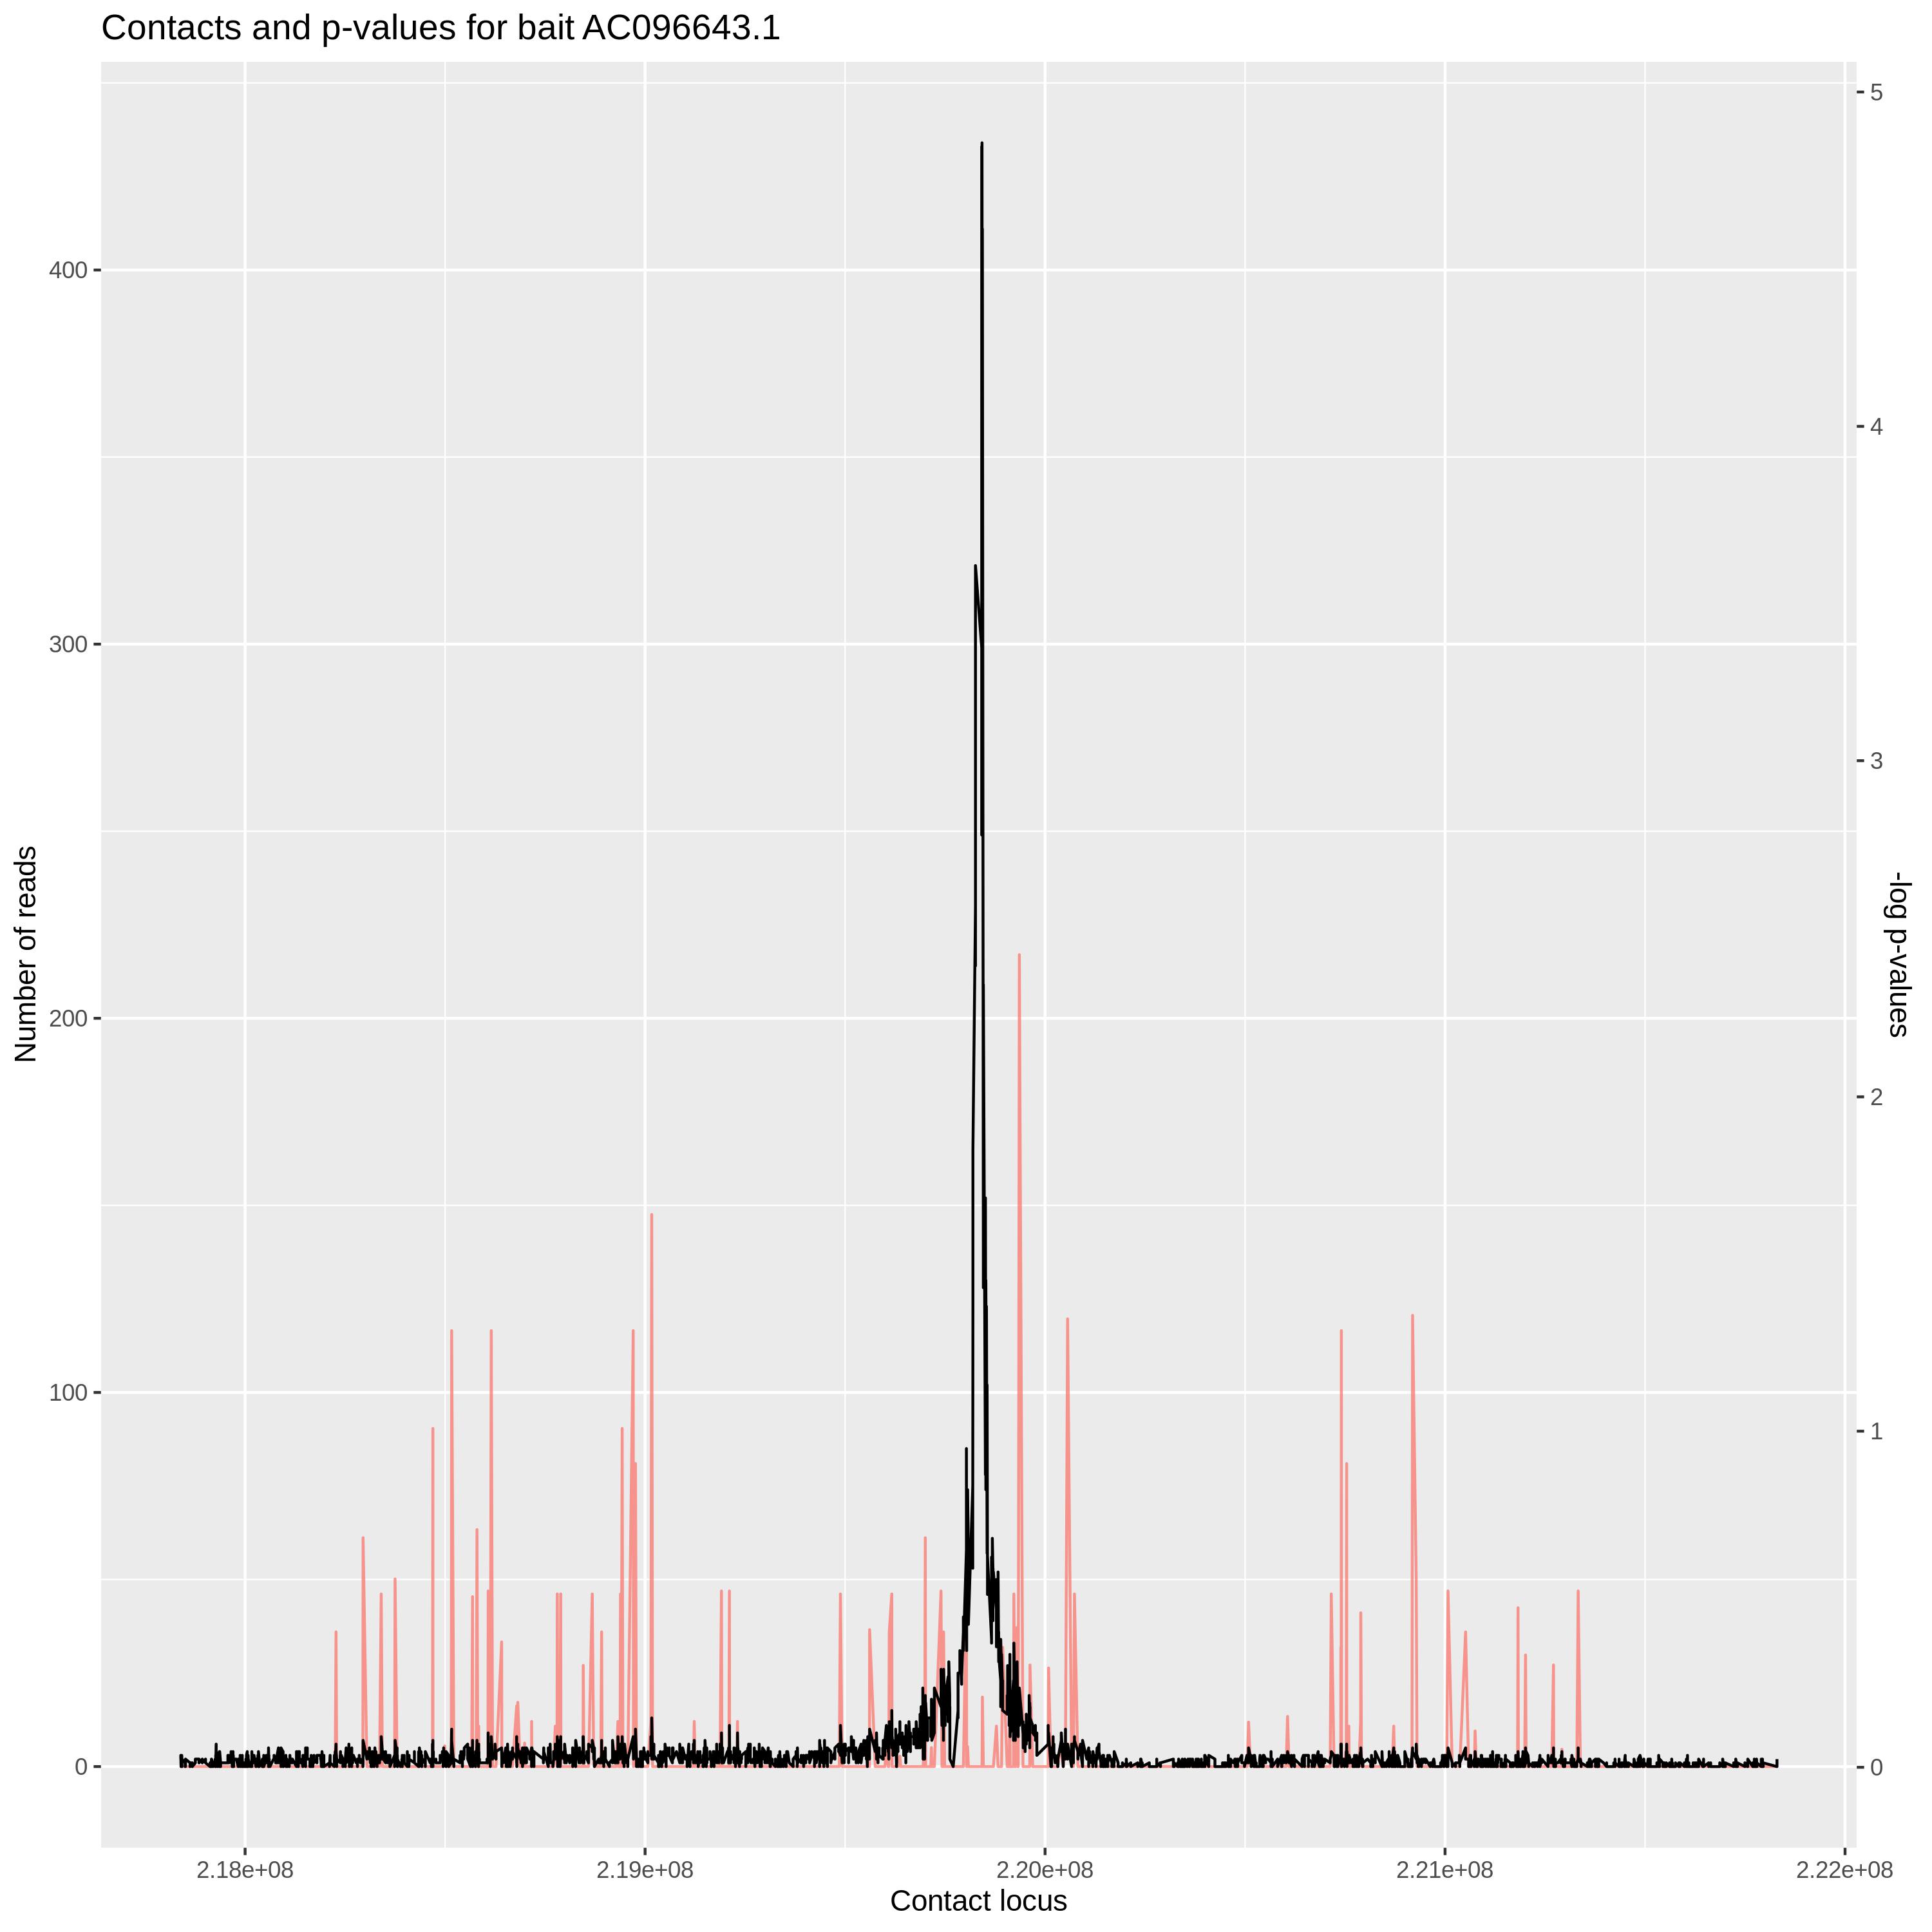 Contacts and p-values for bait AC096643.1
Number of reads
400
300
200
100
0
5
4
3
2
1
0
-log p-values
2.18e+08
2.19e+08
2.20e+08
2.21e+08
2.22e+08
Contact locus